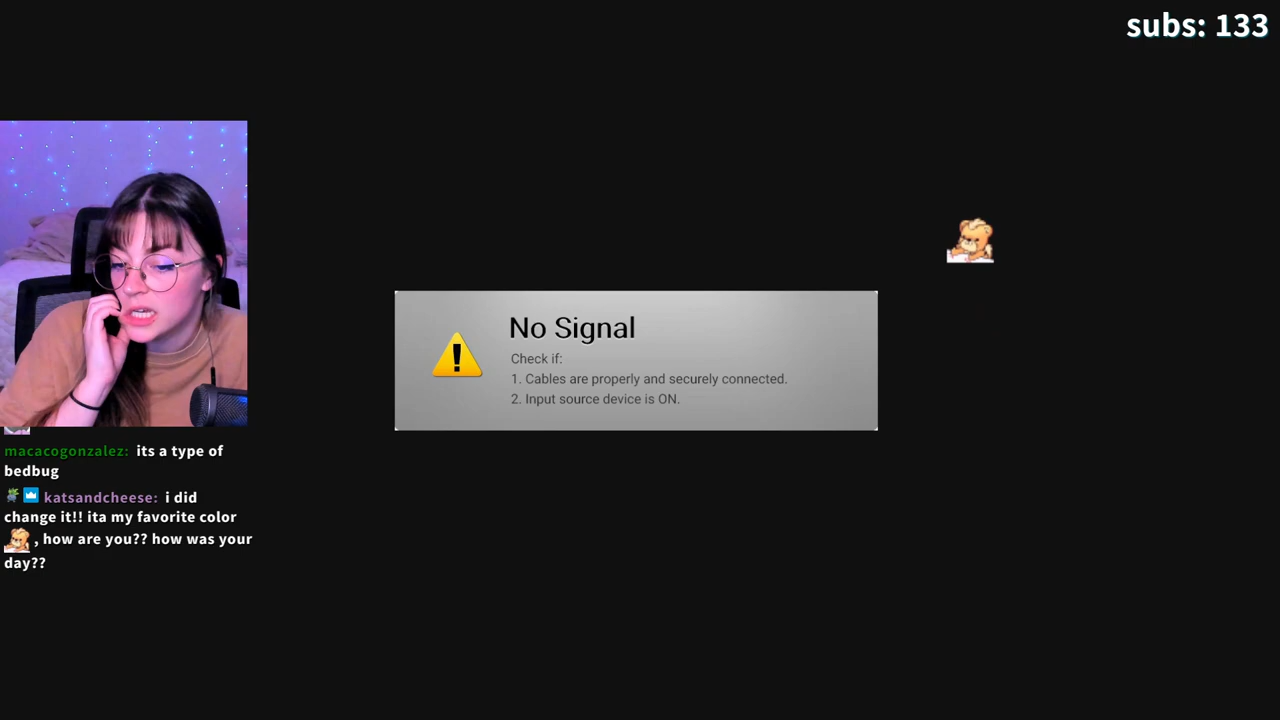 subs: 133
No Signal
Check if:
1. Cables are properly and securely connected.
2. Input source device is ON.
macacogonzalez: its a type of
bedbug
katsandcheese: i did
change it!! ita my favorite color
, how are you?? how was your
day??